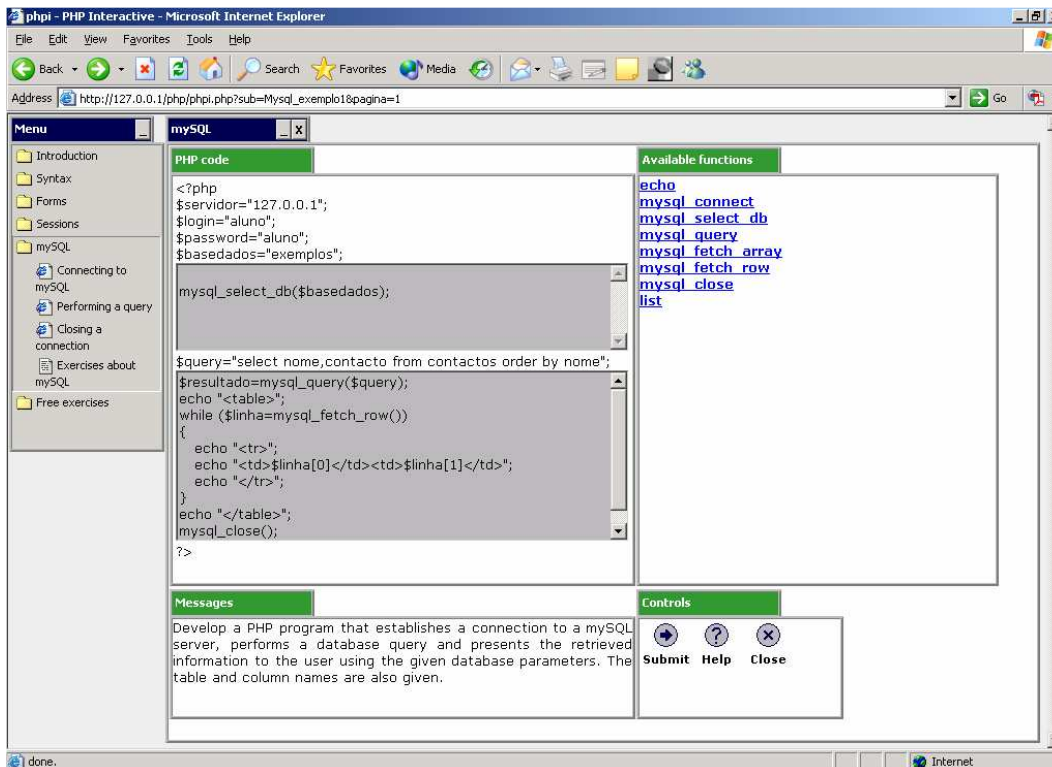 phpi - PHP Interactive - Microsoft Internet Explorer
File Edit View Favorites Tools Help
Back Search Favorites Media
Address http://127.0.0.1/php/phpi.php?sub=Mysql_exemplo1&pagina=1 Go
Menu
Introduction
Syntax
Forms
Sessions
mySQL
Connecting to
mySQL
Performing a query
Closing a
connection
Exercises about
mySQL
Free exercises
mySQL
PHP code
<?php
$servidor="127.0.0.1";
$login="aluno";
$password="aluno";
$basedados="exemplos";
mysql_select_db($basedados);
$query="select nome,contacto from contactos order by nome";
$resultado=mysql_query($query);
echo "<table>";
while ($linha=mysql_fetch_row())
{
echo "<tr>";
echo "<td>$linha[0]</td><td>$linha[1]</td>";
echo "</tr>";
}
echo "</table>";
mysql_close();
?>
Available functions
echo
mysql_connect
mysql_select_db
mysql_query
mysql_fetch_array
mysql_fetch_row
mysql_close
list
Messages
Develop a PHP program that establishes a connection to a mySQL
server, performs a database query and presents the retrieved
information to the user using the given database parameters. The
table and column names are also given.
Controls
Submit Help Close
done. Internet